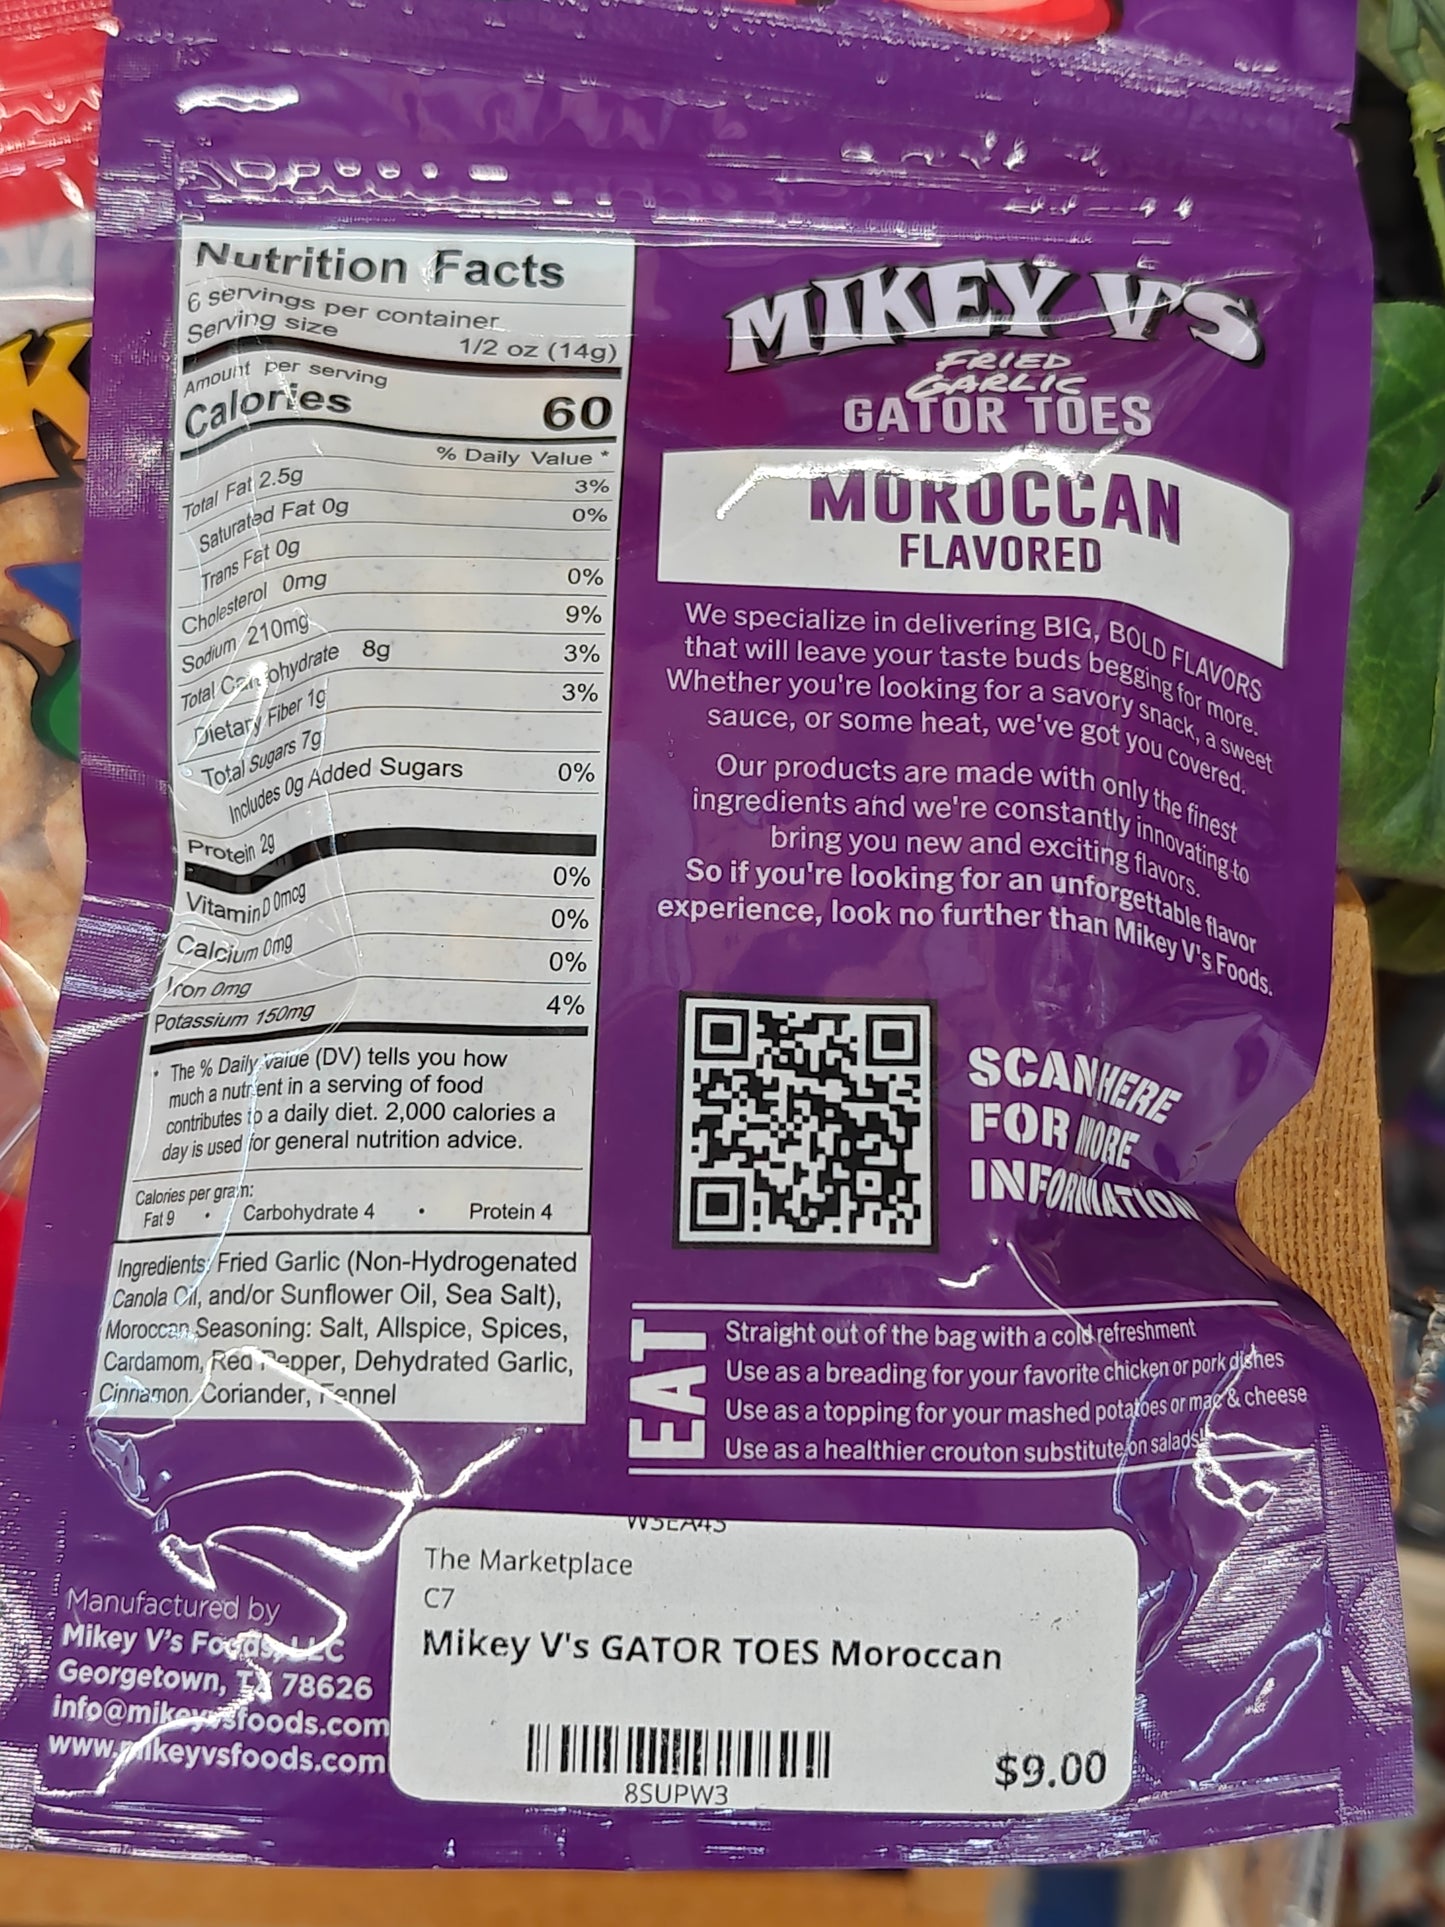 Nutrition Facts
6 servings per container
Serving size 1/2 oz (14g)
Amount per serving
Calories 60
% Daily Value *
Total Fat 2.5g 3%
Saturated Fat 0g 0%
Trans Fat 0g
Cholesterol 0mg 0%
Sodium 210mg 9%
Total Carbohydrate 8g 3%
Dietary Fiber 1g 3%
Total Sugars 7g
Includes 0g Added Sugars 0%
Protein 2g
Vitamin D 0mcg 0%
Calcium 0mg 0%
Iron 0mg 0%
Potassium 150mg 4%
* The % Daily Value (DV) tells you how
much a nutrient in a serving of food
contributes to a daily diet. 2,000 calories a
day is used for general nutrition advice.
Calories per gram:
Fat 9 • Carbohydrate 4 • Protein 4
Ingredients: Fried Garlic (Non-Hydrogenated
Canola Oil, and/or Sunflower Oil, Sea Salt),
Moroccan Seasoning: Salt, Allspice, Spices,
Cardamom, Red Pepper, Dehydrated Garlic,
Cinnamon, Coriander, Fennel
MIKEY V'S
FRIED
GARLIC
GATOR TOES
MOROCCAN
FLAVORED
We specialize in delivering BIG, BOLD FLAVORS
that will leave your taste buds begging for more.
Whether you're looking for a savory snack, a sweet
sauce, or some heat, we've got you covered.
Our products are made with only the finest
ingredients and we're constantly innovating to
bring you new and exciting flavors.
So if you're looking for an unforgettable flavor
experience, look no further than Mikey V's Foods.
SCAN HERE
FOR MORE
INFORMATION
EAT
Straight out of the bag with a cold refreshment
Use as a breading for your favorite chicken or pork dishes
Use as a topping for your mashed potatoes or mac & cheese
Use as a healthier crouton substitute on salads!
Manufactured by
Mikey V's Foods, LLC
Georgetown, TX 78626
info@mikeyvsfoods.com
www.mikeyvsfoods.com
The Marketplace
C7
Mikey V's GATOR TOES Moroccan
8SUPW3
$9.00